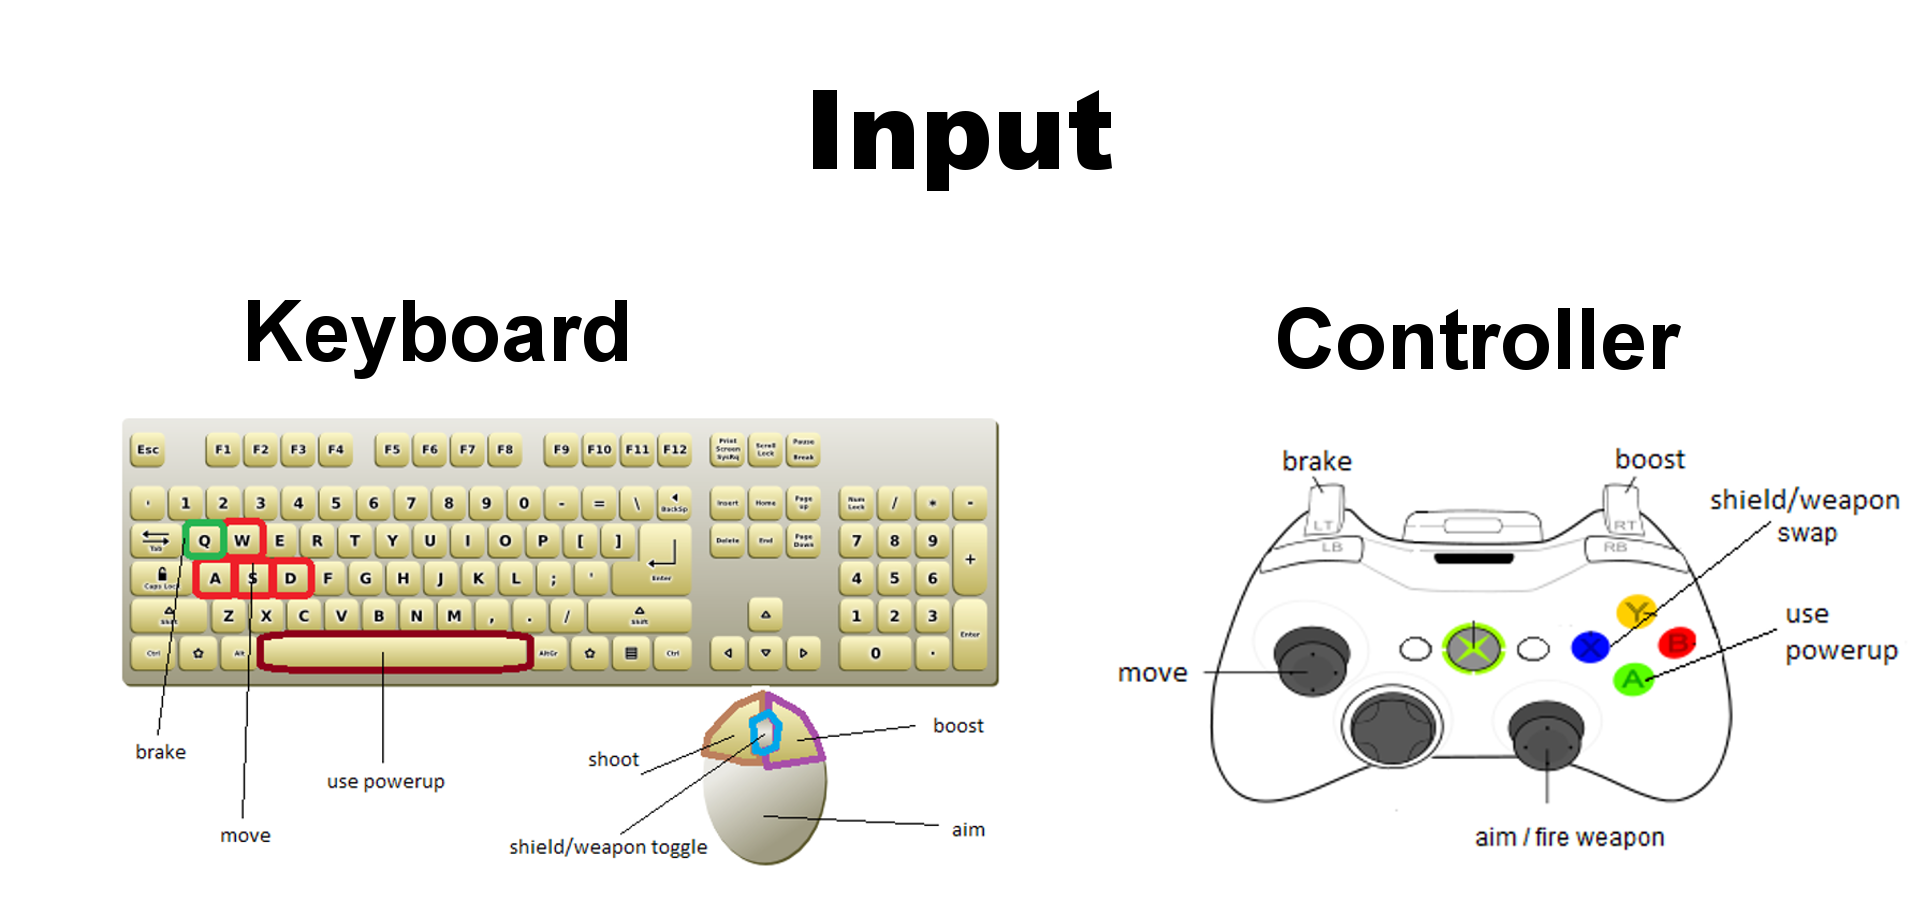 Input
Keyboard
Controller
Esc F1 F2 F3 F4 F5 F6 F7 F8 F9 F10 F11 F12 Print Screen SysRq Scroll Lock Pause Break
' 1 2 3 4 5 6 7 8 9 0 - = \ BackSp Insert Home Page up Num Lock / * -
Tab Q W E R T Y U I O P [ ] Enter Delete End Page Down 7 8 9 +
Caps Loc A S D F G H J K L ; ' 4 5 6
Shift Z X C V B N M , . / Shift 1 2 3 Enter
Ctrl Alt AltGr Ctrl 0 .
brake
move
use powerup
shoot
shield/weapon toggle
boost
aim
brake
boost
shield/weapon
swap
LT
RT
LB
RB
Y
X
B
A
use
powerup
move
aim / fire weapon